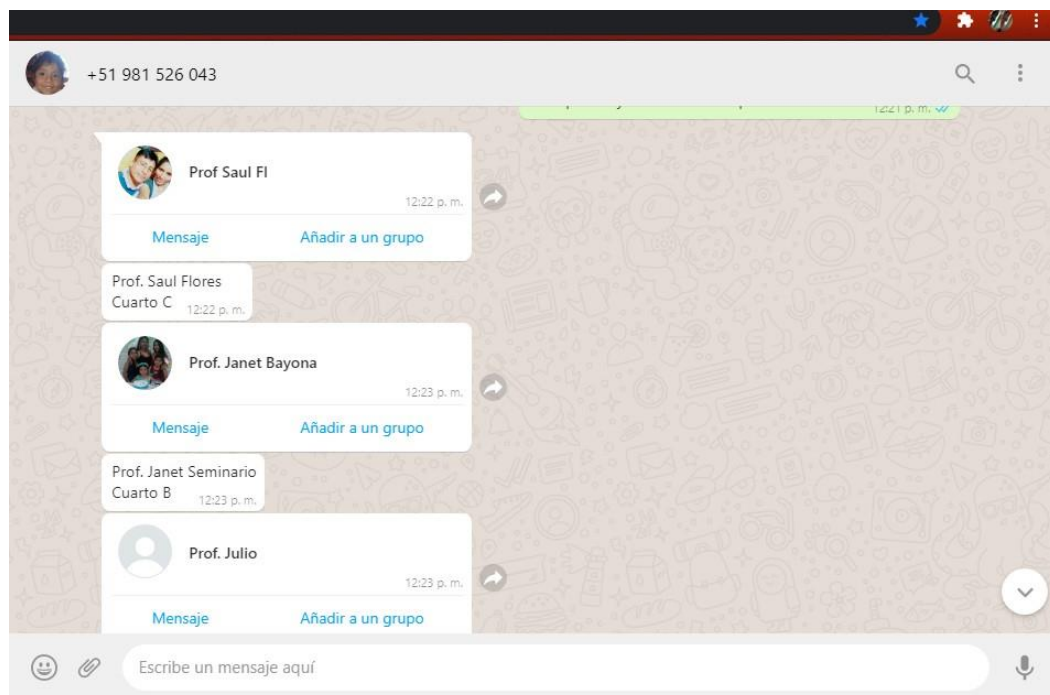 +51 981 526 043
12:21 p. m.
Prof Saul Fl
12:22 p. m.
Mensaje Añadir a un grupo
Prof. Saul Flores
Cuarto C 12:22 p. m.
Prof. Janet Bayona
12:23 p. m.
Mensaje Añadir a un grupo
Prof. Janet Seminario
Cuarto B 12:23 p. m.
Prof. Julio
12:23 p. m.
Mensaje Añadir a un grupo
Escribe un mensaje aquí